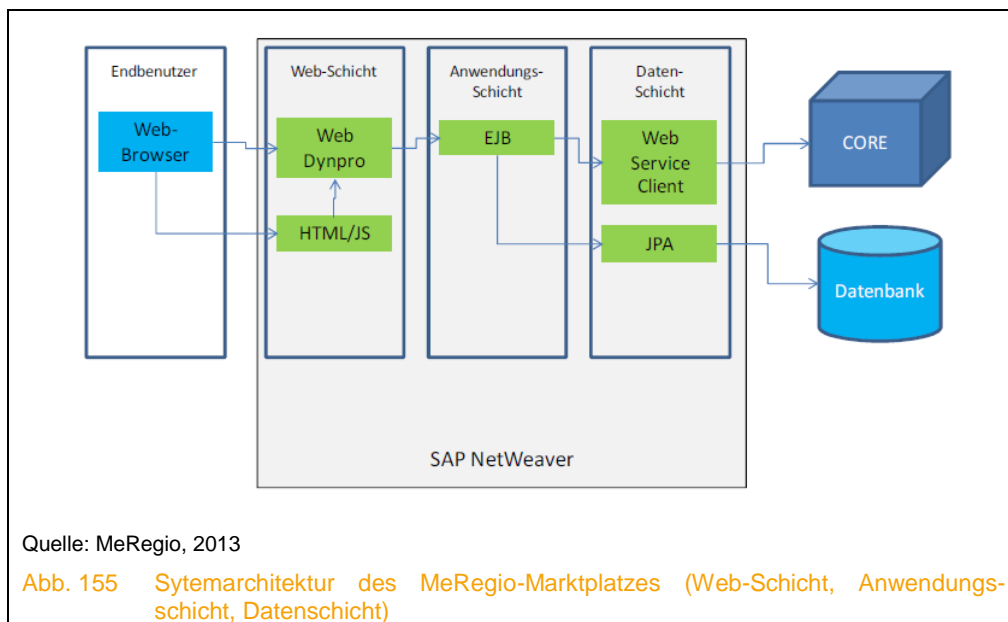 Endbenutzer
Web-Schicht
Anwendungs-
Schicht
Daten-
Schicht
Web-
Browser
Web
Dynpro
HTML/JS
EJB
Web
Service
Client
JPA
CORE
Datenbank
SAP NetWeaver
Quelle: MeRegio, 2013
Abb. 155 Sytemarchitektur des MeRegio-Marktplatzes (Web-Schicht, Anwendungs-
schicht, Datenschicht)